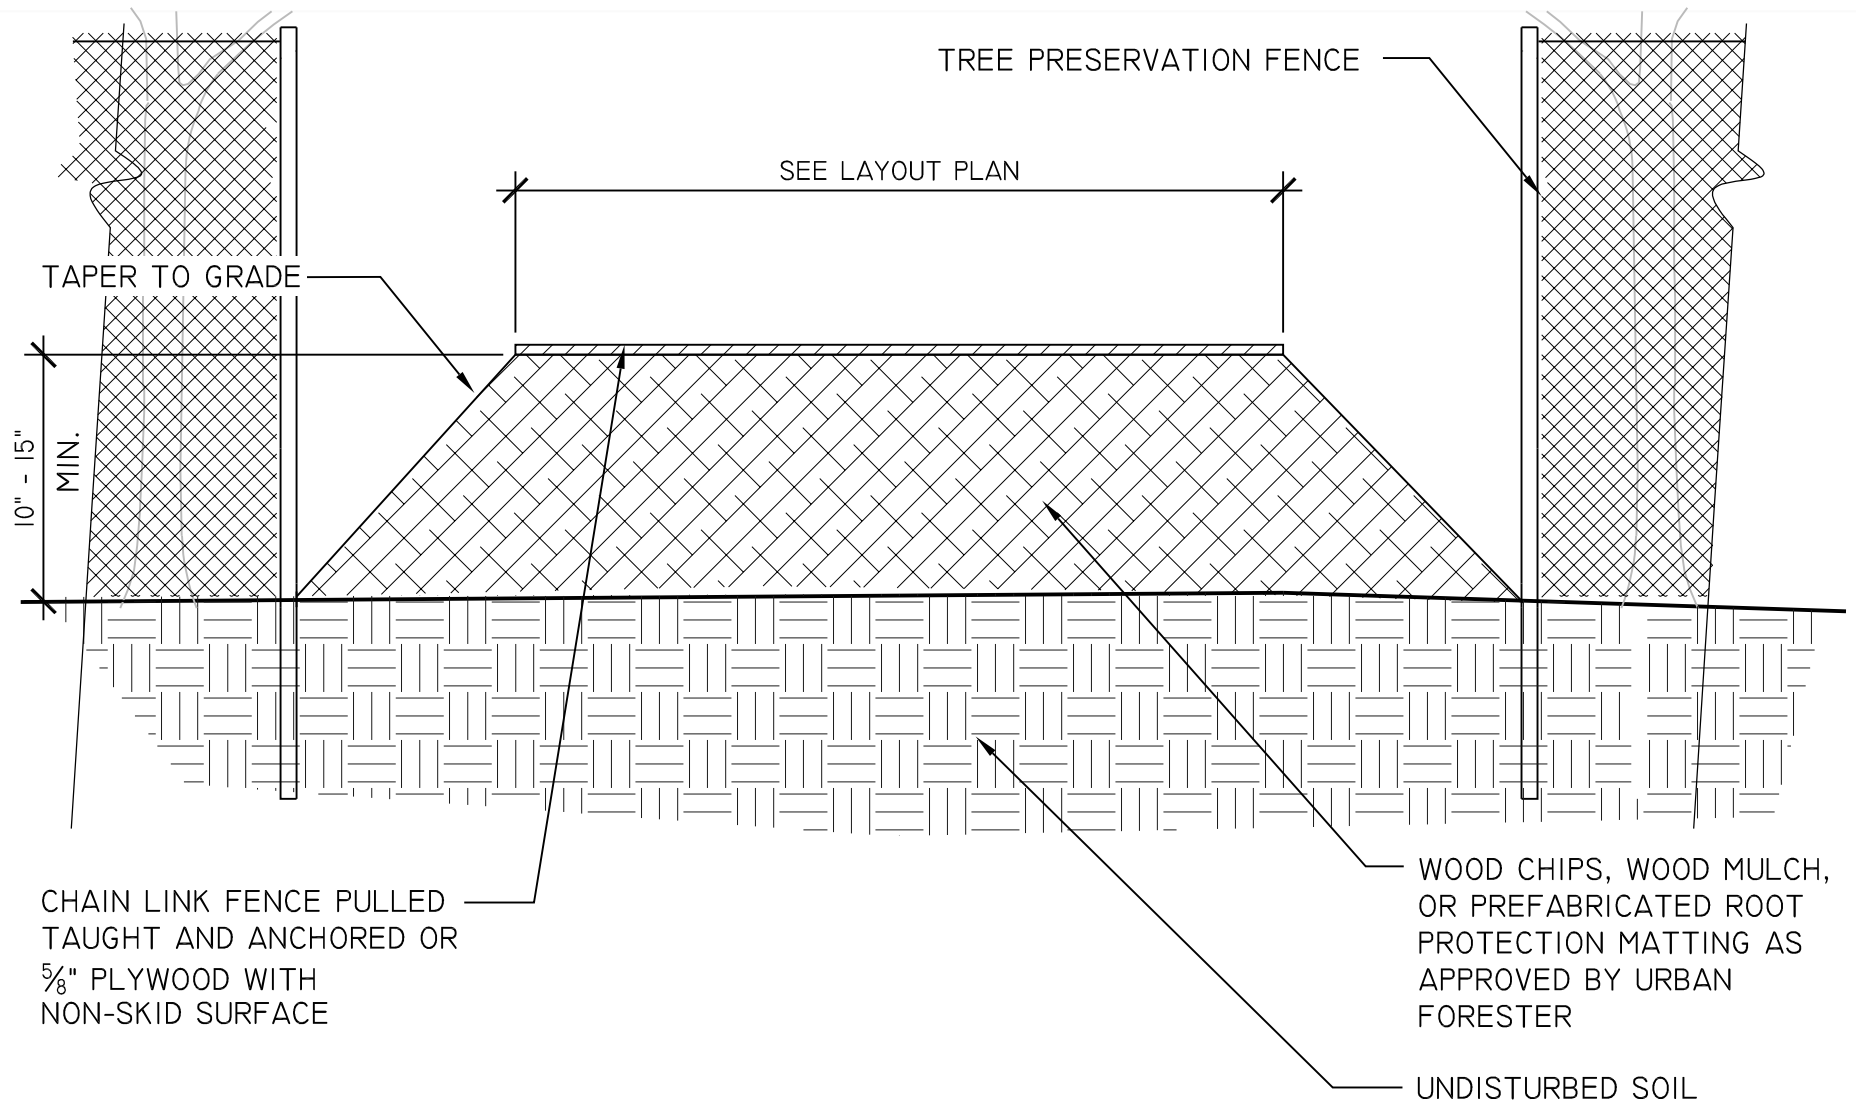 TREE PRESERVATION FENCE
SEE LAYOUT PLAN
TAPER TO GRADE
10" - 15"
MIN.
CHAIN LINK FENCE PULLED
TAUGHT AND ANCHORED OR
⅝" PLYWOOD WITH
NON-SKID SURFACE
WOOD CHIPS, WOOD MULCH,
OR PREFABRICATED ROOT
PROTECTION MATTING AS
APPROVED BY URBAN
FORESTER
UNDISTURBED SOIL